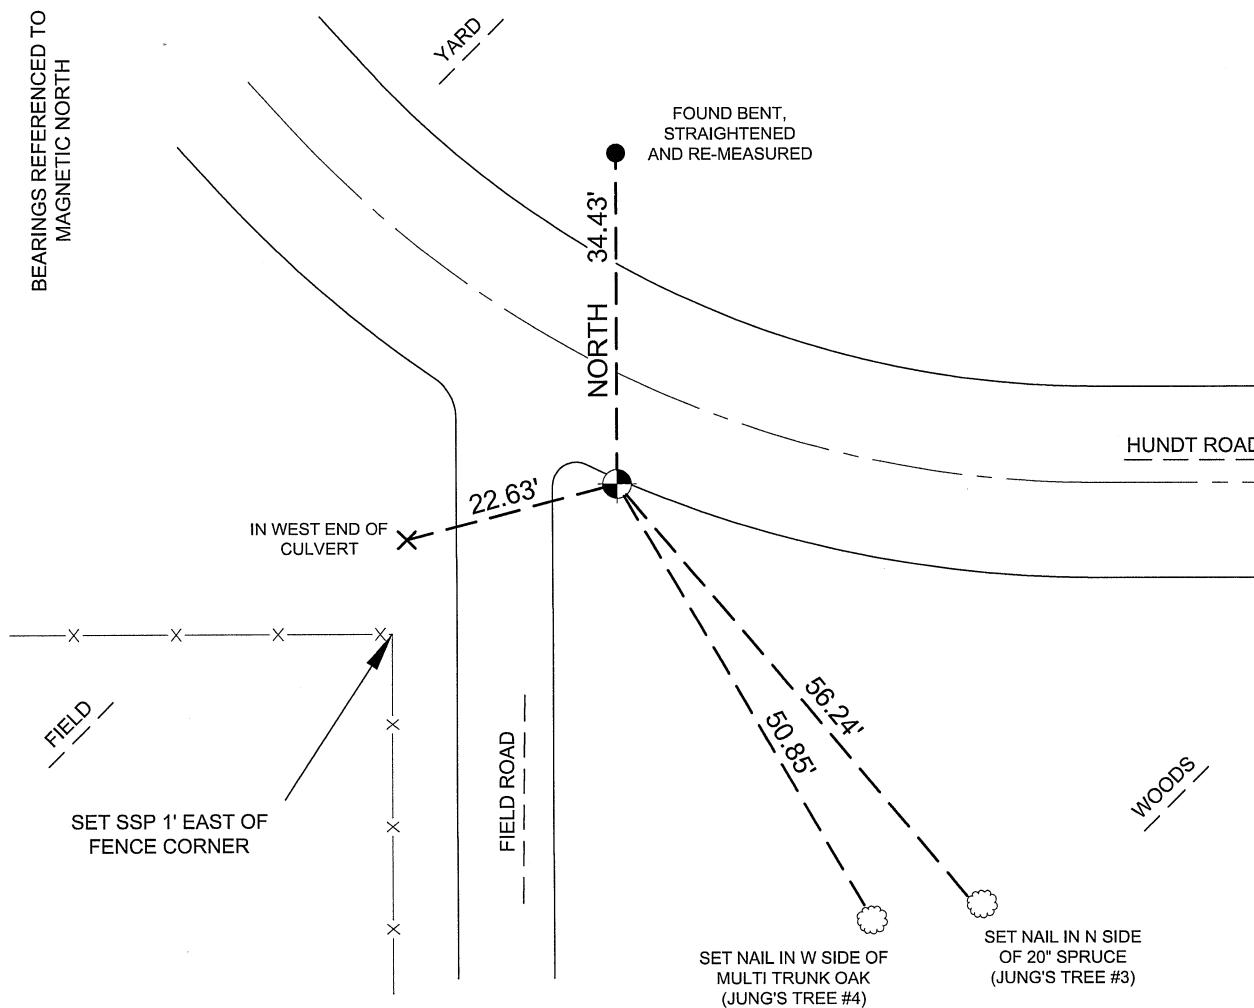 BEARINGS REFERENCED TO
MAGNETIC NORTH
YARD
FOUND BENT,
STRAIGHTENED
AND RE-MEASURED
34.43'
NORTH
HUNDT ROAD
22.63'
IN WEST END OF
CULVERT
FIELD
SET SSP 1' EAST OF
FENCE CORNER
FIELD ROAD
56.24'
50.85'
WOODS
SET NAIL IN W SIDE OF
MULTI TRUNK OAK
(JUNG'S TREE #4)
SET NAIL IN N SIDE
OF 20" SPRUCE
(JUNG'S TREE #3)